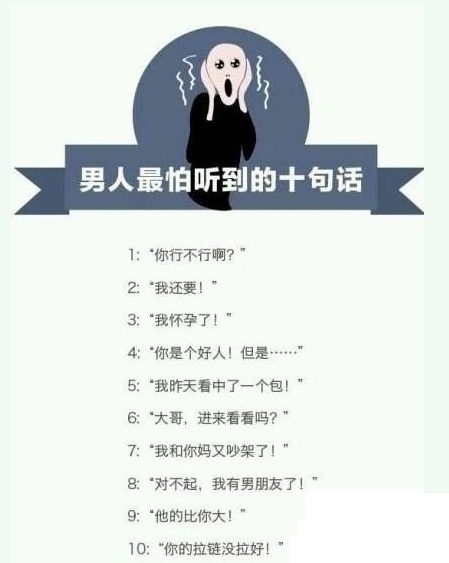 男人最怕听到的十句话
1:“你行不行啊？”
2:“我还要！”
3:“我怀孕了！”
4:“你是个好人！但是……”
5:“我昨天看中了一个包！”
6:“大哥，进来看看吗？”
7:“我和你妈又吵架了！”
8:“对不起，我有男朋友了！”
9:“他的比你大！”
10:“你的拉链没拉好！”